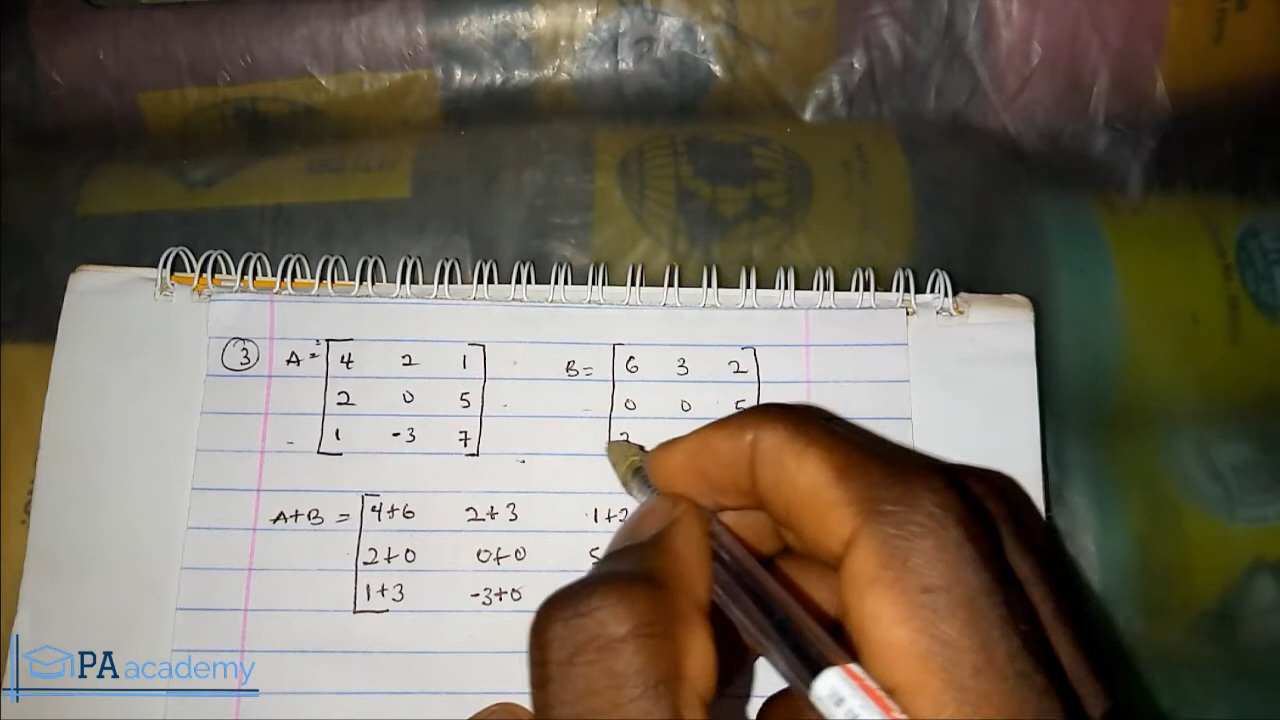 ③ A = [4 2 1] B = [6 3 2]
[2 0 5] [0 0 5
[1 -3 7]
A+B = [4+6 2+3 1+2
2+0 0+0 5
1+3 -3+0
PA academy